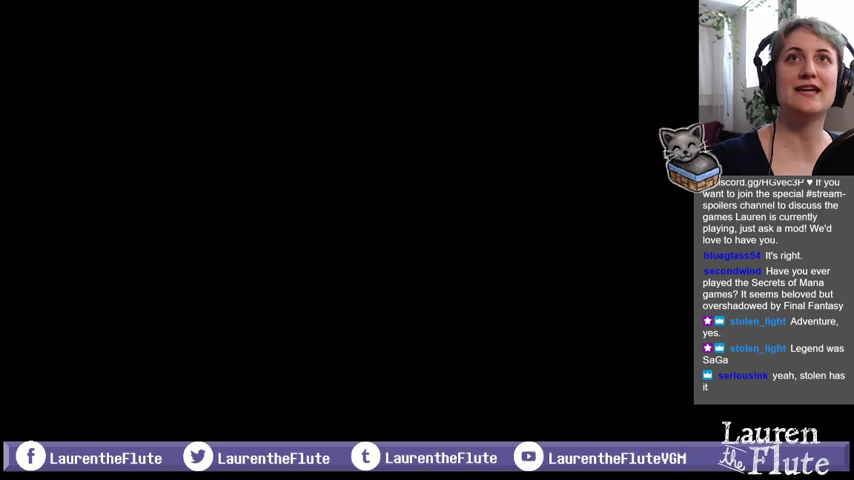 discord.gg/HGvec3P ♥ If you
want to join the special #stream-
spoilers channel to discuss the
games Lauren is currently
playing, just ask a mod! We'd
love to have you.
blueglass54 It's right.
secondwind Have you ever
played the Secrets of Mana
games? It seems beloved but
overshadowed by Final Fantasy
stolen_light Adventure,
yes.
stolen_light Legend was
SaGa
seriousink yeah, stolen has
it
LaurentheFlute
LaurentheFlute
LaurentheFlute
LaurentheFluteVGM
Lauren
the Flute